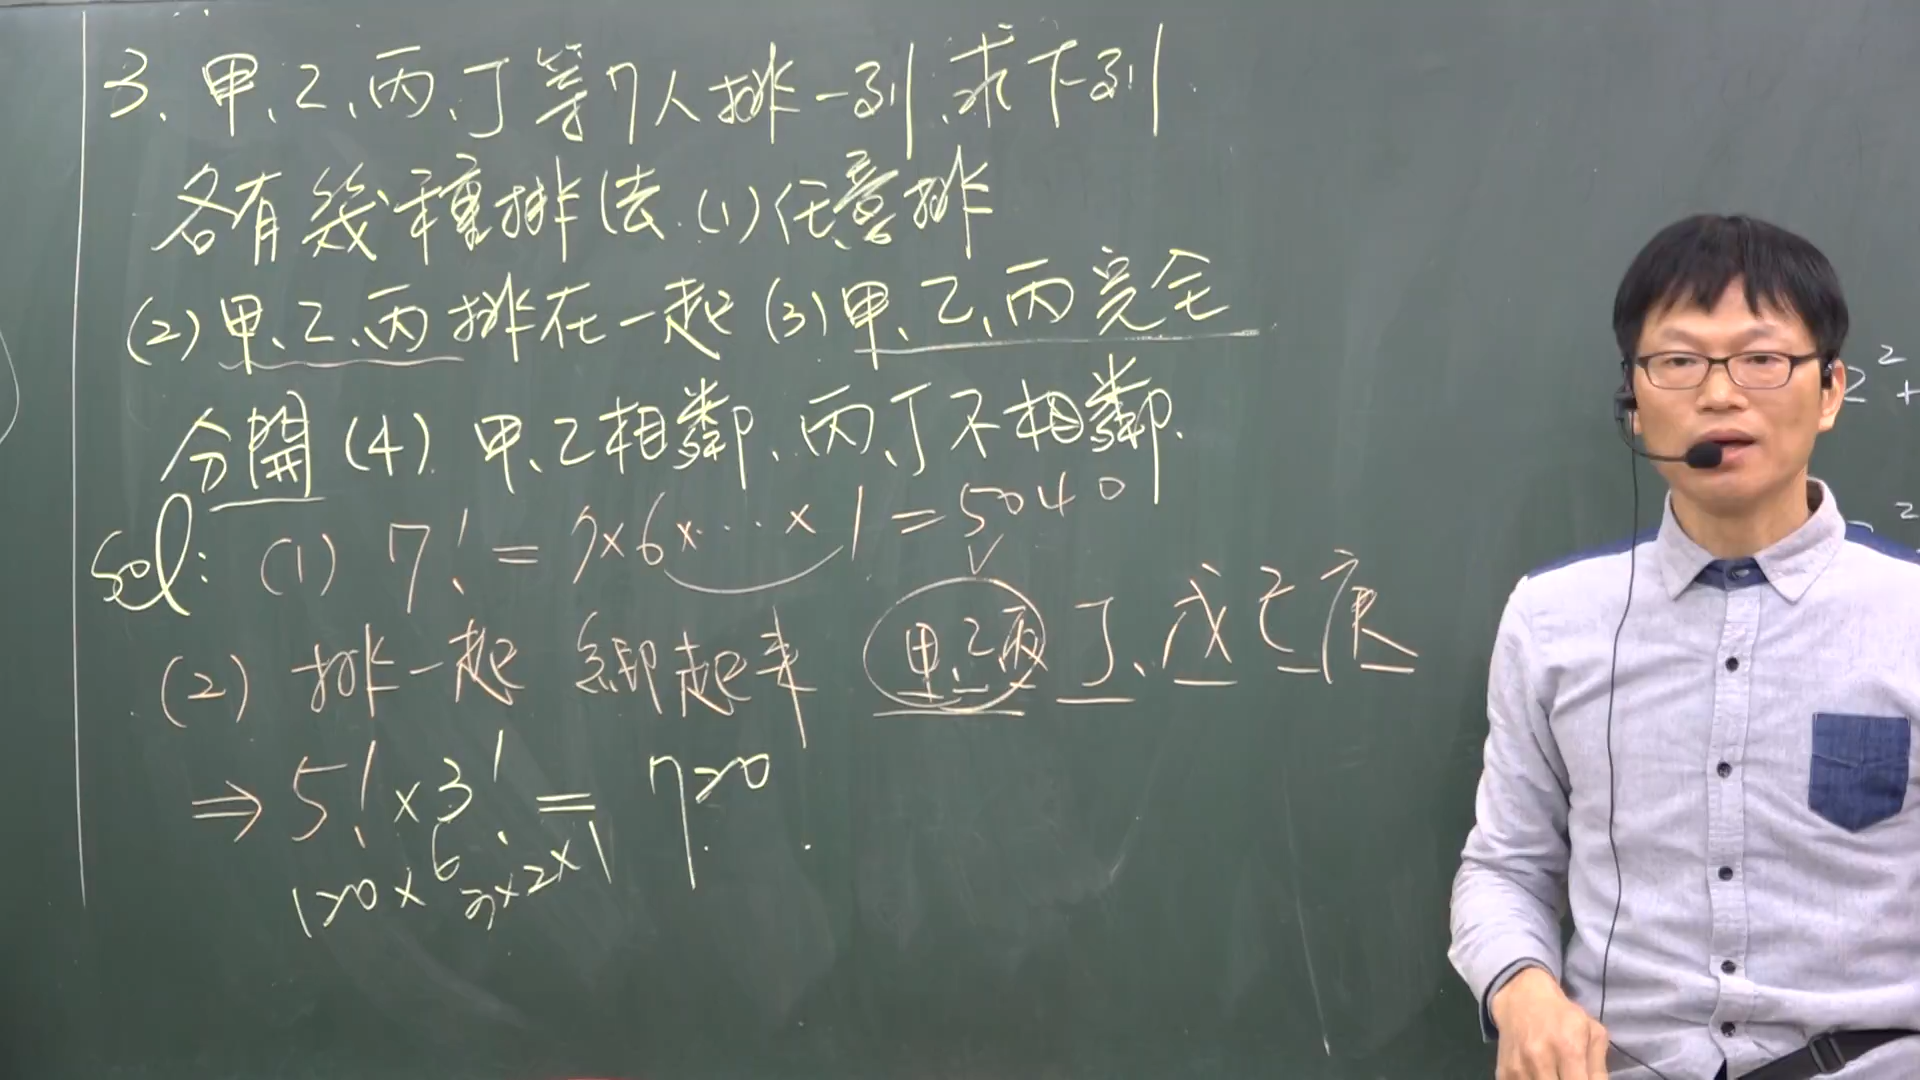 3. 甲、乙、丙、丁等7人排一列,求下列
各有幾種排法.(1)任意排
(2)甲、乙、丙排在一起(3)甲、乙、丙完全
分開(4)甲、乙相鄰、丙、丁不相鄰.
Sol: (1) 7! = 7×6×...×1 = 5040
(2) 排一起 綁起來 甲、乙丙 丁、戊己庚
⇒ 5! × 3! = 720
120×6 3×2×1
2